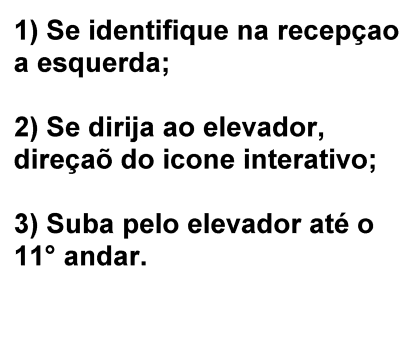 1) Se identifique na recepçao
a esquerda;
2) Se dirija ao elevador,
direçaõ do icone interativo;
3) Suba pelo elevador até o
11° andar.